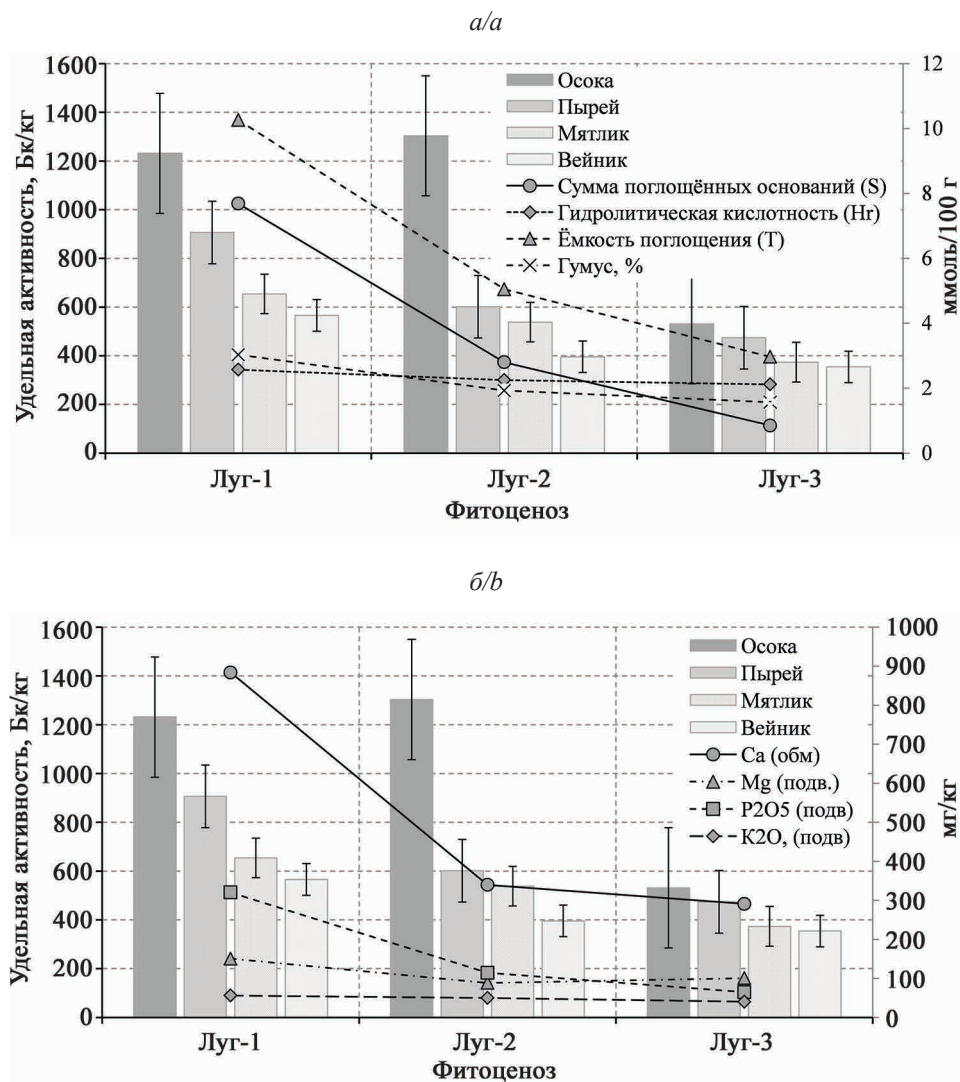 а/a
1600
1400
1200
1000
800
600
400
200
0
Удельная активность, Бк/кг
12
10
8
6
4
2
0
ммоль/100 г
Осока
Пырей
Мятлик
Вейник
Сумма поглощённых оснований (S)
Гидролитическая кислотность (Hr)
Ёмкость поглощения (T)
Гумус, %
Луг-1 Луг-2 Луг-3
Фитоценоз
б/b
1600
1400
1200
1000
800
600
400
200
0
Удельная активность, Бк/кг
1000
900
800
700
600
500
400
300
200
100
0
мг/кг
Осока
Пырей
Мятлик
Вейник
Ca (обм)
Mg (подв.)
P2O5 (подв)
K2O, (подв)
Луг-1 Луг-2 Луг-3
Фитоценоз